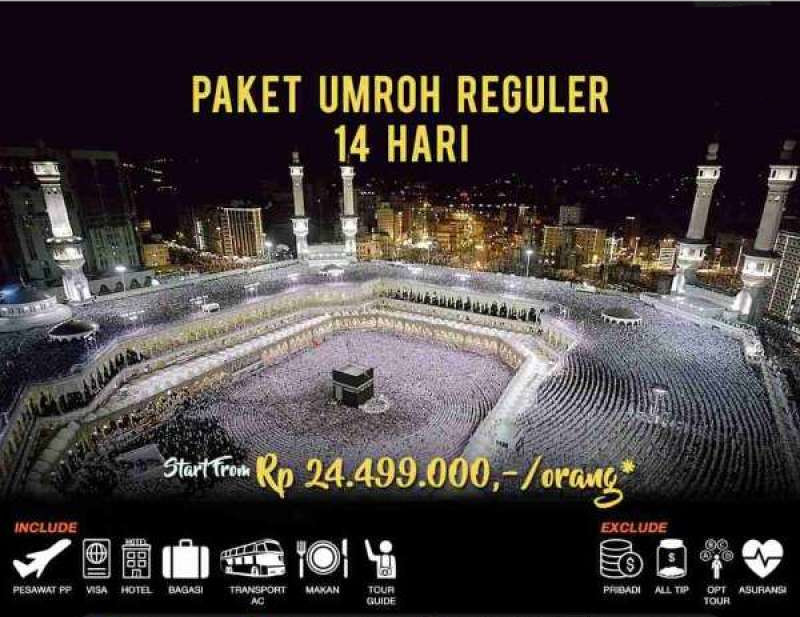 PAKET UMROH REGULER
14 HARI
Start From Rp 24.499.000,-/orang*
INCLUDE
PESAWAT PP
VISA
HOTEL
HOTEL
BAGASI
TRANSPORT
AC
MAKAN
TOUR
GUIDE
EXCLUDE
PRIBADI
ALL TIP
OPT
TOUR
ASURANSI